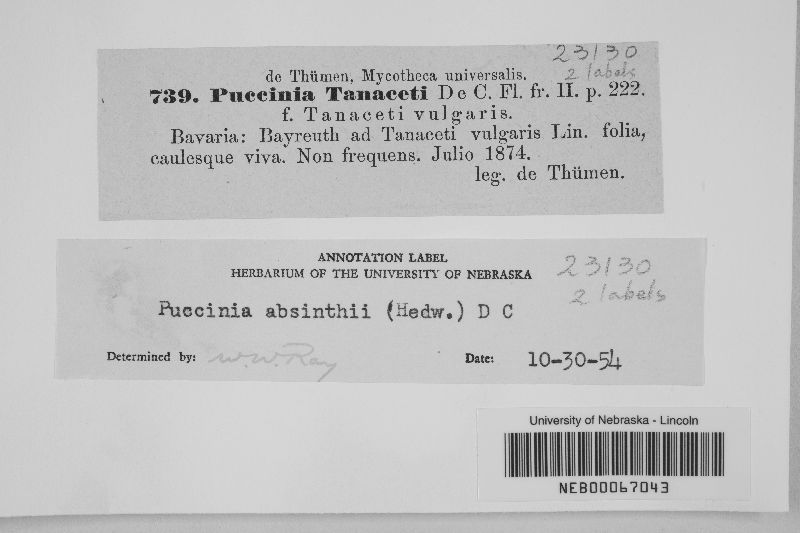 23130
2 labels
de Thümen, Mycotheca universalis.
739. Puccinia Tanaceti De C. Fl. fr. II. p. 222.
f. Tanaceti vulgaris.
Bavaria: Bayreuth ad Tanaceti vulgaris Lin. folia,
caulesque viva. Non frequens. Julio 1874.
leg. de Thümen.
ANNOTATION LABEL
HERBARIUM OF THE UNIVERSITY OF NEBRASKA
23130
2 labels
Puccinia absinthii (Hedw.) D C
Determined by: W. W. Ray Date: 10-30-54
University of Nebraska - Lincoln
NEB00067043